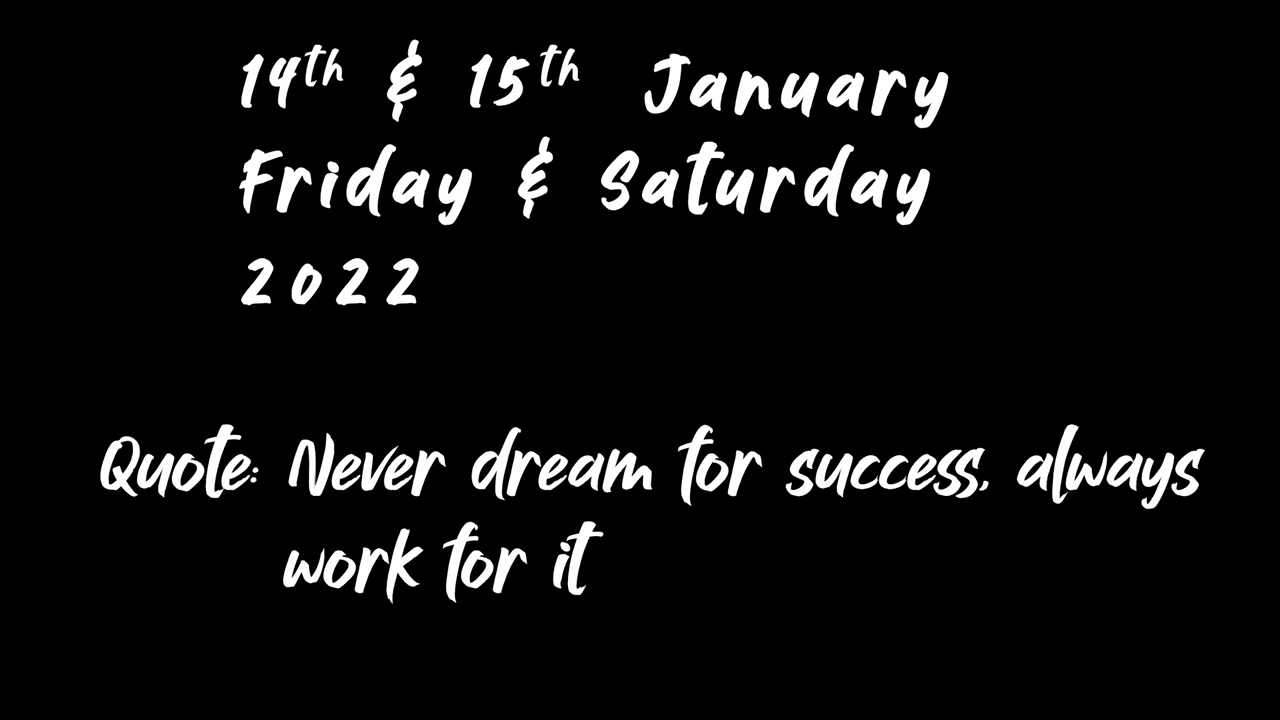 14th & 15th January
Friday & Saturday
2022
Quote: Never dream for success, always
work for it